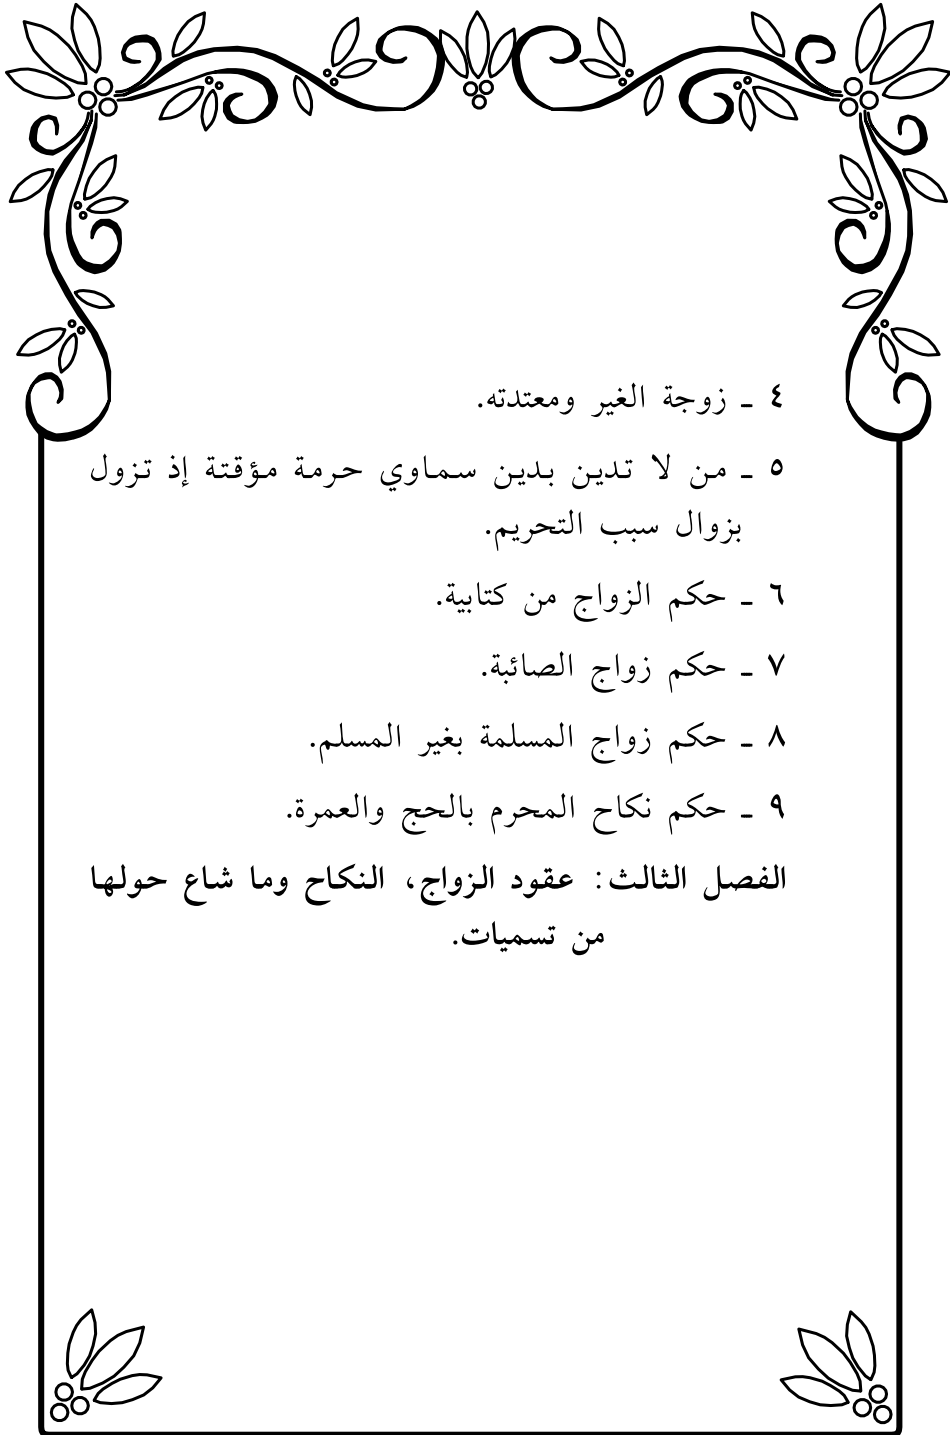 ٤ ـ زوجة الغير ومعتدته.
٥ ـ من لا تدين بدين سماوي حرمة مؤقتة إذ تزول
بزوال سبب التحريم.
٦ ـ حكم الزواج من كتابية.
٧ ـ حكم زواج الصائبة.
٨ ـ حكم زواج المسلمة بغير المسلم.
٩ ـ حكم نكاح المحرم بالحج والعمرة.
الفصل الثالث: عقود الزواج، النكاح وما شاع حولها
من تسميات.